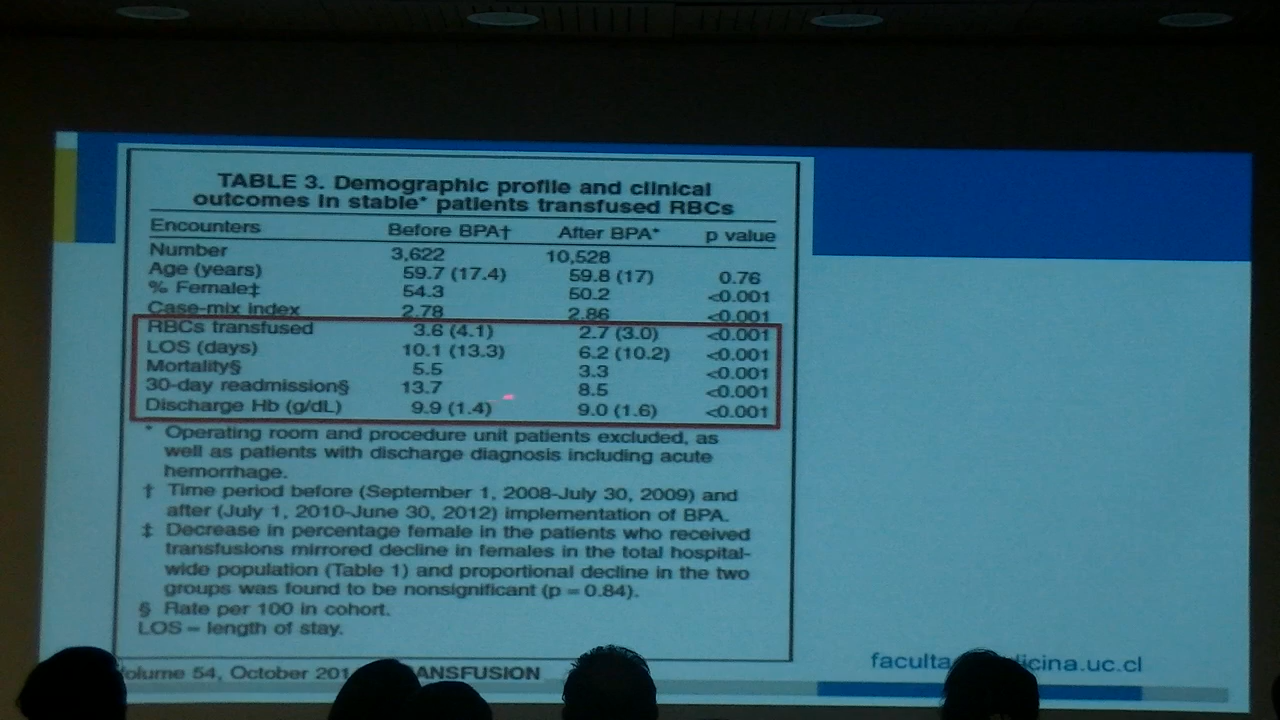 TABLE 3. Demographic profile and clinical
outcomes in stable* patients transfused RBCs
Encounters Before BPA† After BPA* p value
Number 3,622 10,528
Age (years) 59.7 (17.4) 59.8 (17) 0.76
% Female‡ 54.3 50.2 <0.001
Case-mix index 2.78 2.86 <0.001
RBCs transfused 3.6 (4.1) 2.7 (3.0) <0.001
LOS (days) 10.1 (13.3) 6.2 (10.2) <0.001
Mortality§ 5.5 3.3 <0.001
30-day readmission§ 13.7 8.5 <0.001
Discharge Hb (g/dL) 9.9 (1.4) 9.0 (1.6) <0.001
* Operating room and procedure unit patients excluded, as
well as patients with discharge diagnosis including acute
hemorrhage.
† Time period before (September 1, 2008-July 30, 2009) and
after (July 1, 2010-June 30, 2012) implementation of BPA.
‡ Decrease in percentage female in the patients who received
transfusions mirrored decline in females in the total hospital-
wide population (Table 1) and proportional decline in the two
groups was found to be nonsignificant (p = 0.84).
§ Rate per 100 in cohort.
LOS = length of stay.
olume 54, October 201 ANSFUSION
faculta icina.uc.cl